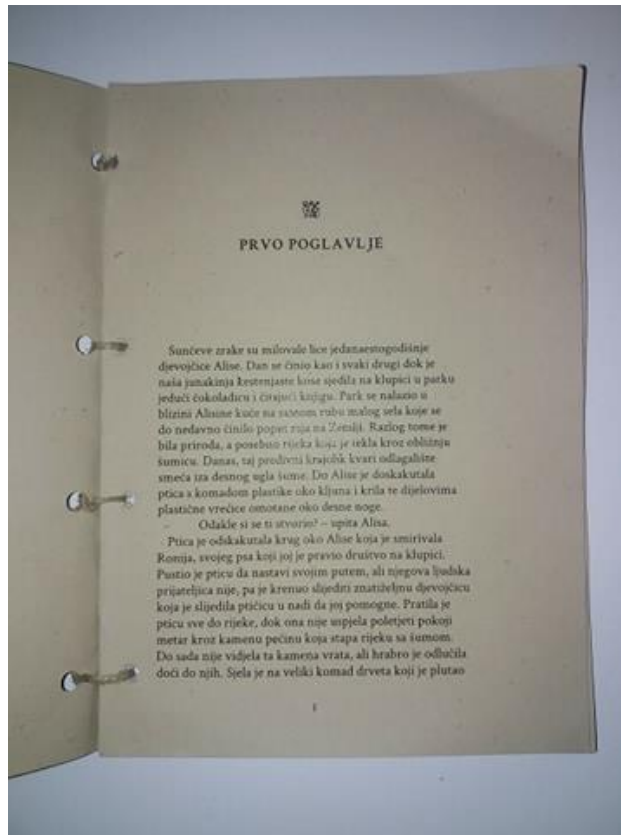 PRVO POGLAVLJE
Sunčeve zrake su milovale lice jedanaestogodišnje
djevojčice Alise. Dan se činio kao i svaki drugi dok je
naša junakinja kestenjaste kose sjedila na klupici u parku
jedući čokoladicu i čitajući knjigu. Park se nalazio u
blizini Alisine kuće na samom rubu malog sela koje se
do nedavno činilo poput raja na Zemlji. Razlog tome je
bila priroda, a posebno rijeka koja je tekla kroz obližnju
šumicu. Danas, taj predivni krajolik kvari odlagalište
smeća iza desnog ugla šume. Do Alise je doskakutala
ptica s komadom plastike oko kljuna i krila te dijelovima
plastične vrećice omotane oko desne noge.
– Odakle si se ti stvorio? – upita Alisa.
Ptica je odskakutala krug oko Alise koja je smirivala
Romija, svojeg psa koji joj je pravio društvo na klupici.
Pustio je pticu da nastavi svojim putem, ali njegova ljudska
prijateljica nije, pa je krenuo slijediti znatiželjnu djevojčicu
koja je slijedila ptičicu u nadi da joj pomogne. Pratila je
pticu sve do rijeke, dok ona nije uspjela poletjeti pokoji
metar kroz kamenu pećinu koja stapa rijeku sa šumom.
Do sada nije vidjela ta kamena vrata, ali hrabro je odlučila
doći do njih. Sjela je na veliki komad drveta koji je plutao
1